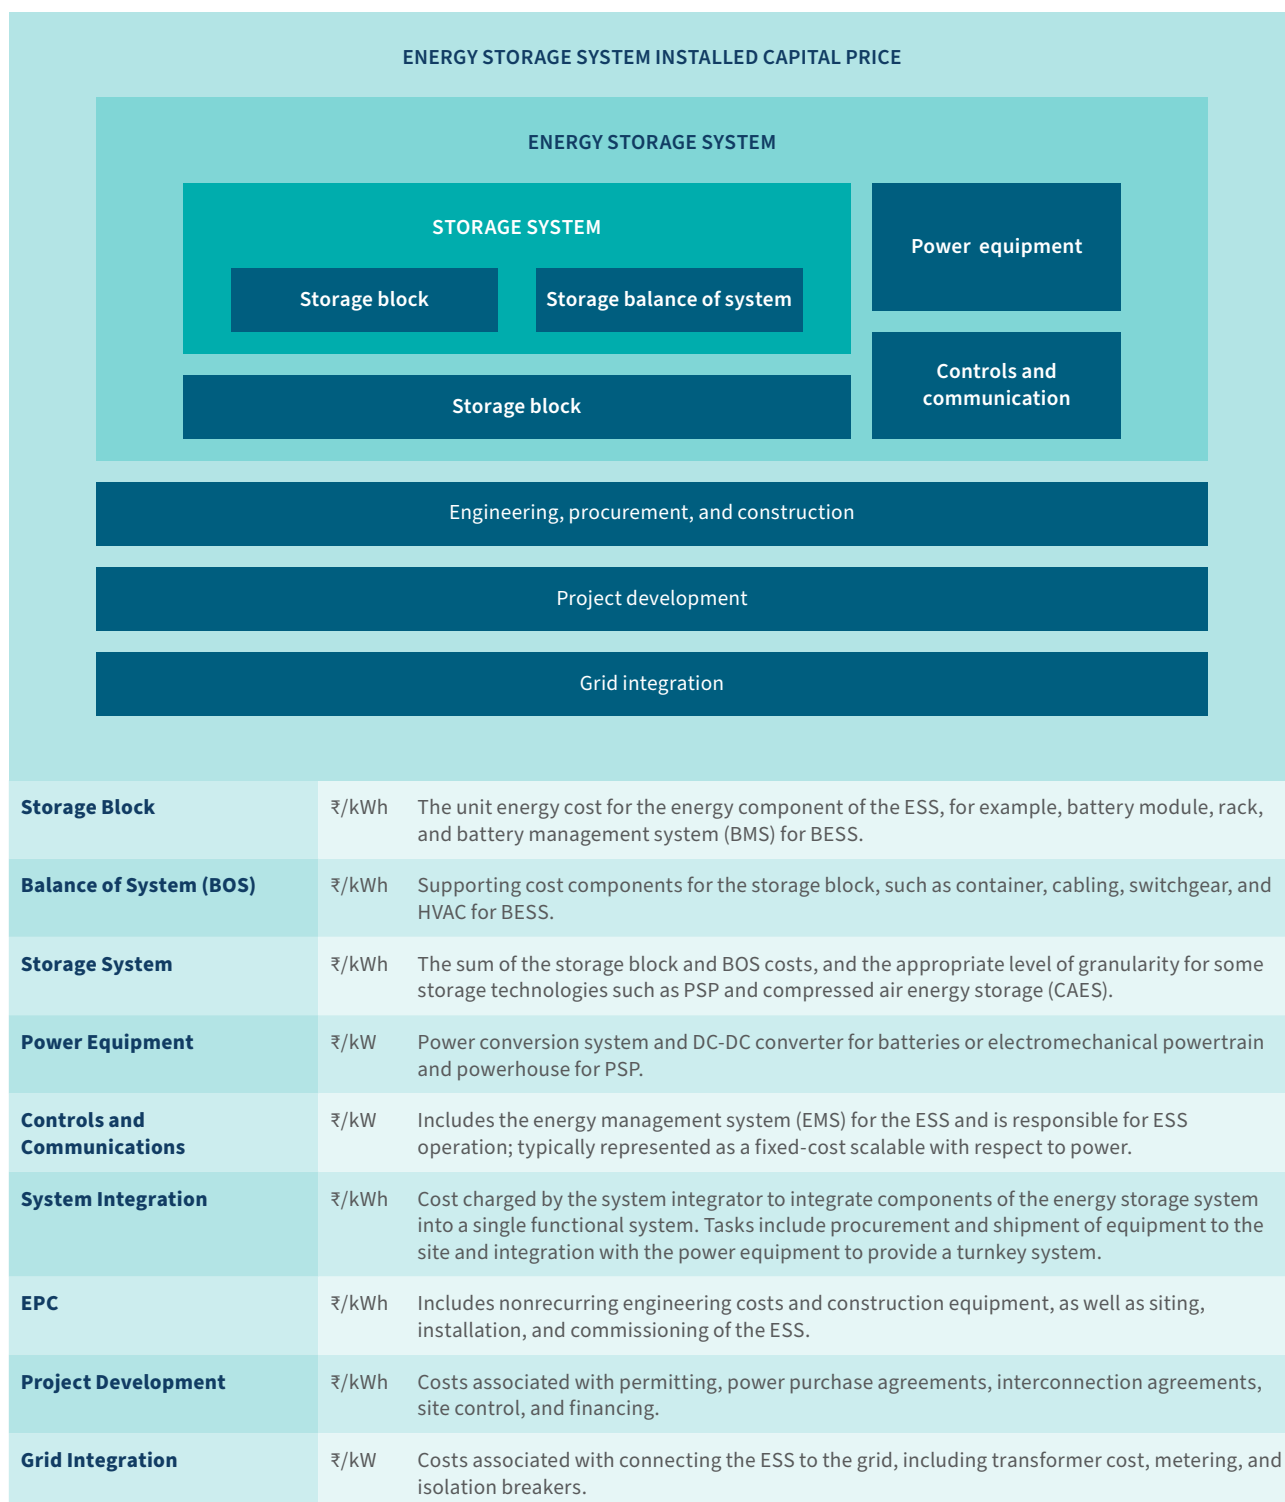 ENERGY STORAGE SYSTEM INSTALLED CAPITAL PRICE
ENERGY STORAGE SYSTEM
STORAGE SYSTEM
Storage block
Storage balance of system
Storage block
Power equipment
Controls and
communication
Engineering, procurement, and construction
Project development
Grid integration
Storage Block ₹/kWh The unit energy cost for the energy component of the ESS, for example, battery module, rack,
and battery management system (BMS) for BESS.
Balance of System (BOS) ₹/kWh Supporting cost components for the storage block, such as container, cabling, switchgear, and
HVAC for BESS.
Storage System ₹/kWh The sum of the storage block and BOS costs, and the appropriate level of granularity for some
storage technologies such as PSP and compressed air energy storage (CAES).
Power Equipment ₹/kW Power conversion system and DC-DC converter for batteries or electromechanical powertrain
and powerhouse for PSP.
Controls and ₹/kW Includes the energy management system (EMS) for the ESS and is responsible for ESS
Communications operation; typically represented as a fixed-cost scalable with respect to power.
System Integration ₹/kWh Cost charged by the system integrator to integrate components of the energy storage system
into a single functional system. Tasks include procurement and shipment of equipment to the
site and integration with the power equipment to provide a turnkey system.
EPC ₹/kWh Includes nonrecurring engineering costs and construction equipment, as well as siting,
installation, and commissioning of the ESS.
Project Development ₹/kWh Costs associated with permitting, power purchase agreements, interconnection agreements,
site control, and financing.
Grid Integration ₹/kW Costs associated with connecting the ESS to the grid, including transformer cost, metering, and
isolation breakers.